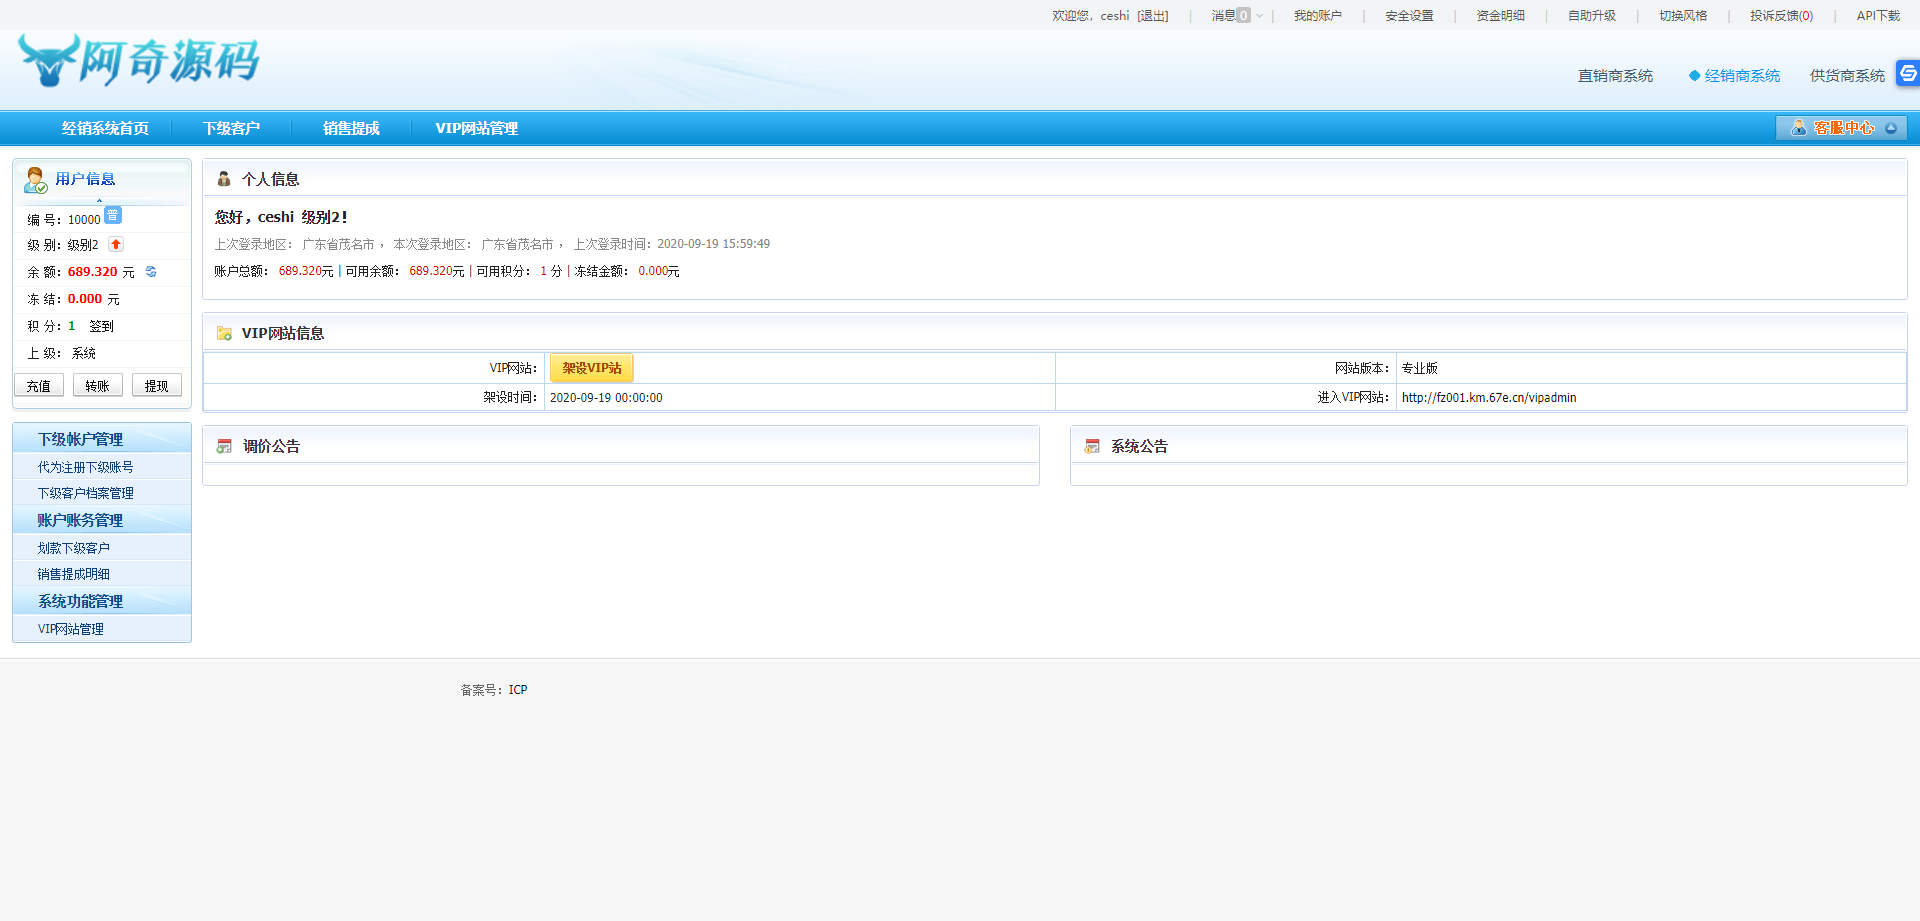 欢迎您，ceshi [退出] | 消息0 | 我的账户 | 安全设置 | 资金明细 | 自助升级 | 切换风格 | 投诉反馈(0) | API下载
阿奇源码
直销商系统 经销商系统 供货商系统
经销系统首页 下级客户 销售提成 VIP网站管理 客服中心
用户信息
编 号：10000 普
级 别：级别2
余 额：689.320 元
冻 结：0.000 元
积 分：1 签到
上 级： 系统
充值 转账 提现
下级帐户管理
代为注册下级账号
下级客户档案管理
账户账务管理
划款下级客户
销售提成明细
系统功能管理
VIP网站管理
个人信息
您好，ceshi 级别2！
上次登录地区： 广东省茂名市， 本次登录地区： 广东省茂名市， 上次登录时间：2020-09-19 15:59:49
账户总额： 689.320元 | 可用余额： 689.320元 | 可用积分： 1 分 | 冻结金额： 0.000元
VIP网站信息
VIP网站： 架设VIP站 网站版本： 专业版
架设时间： 2020-09-19 00:00:00 进入VIP网站： http://fz001.km.67e.cn/vipadmin
调价公告
系统公告
备案号：ICP